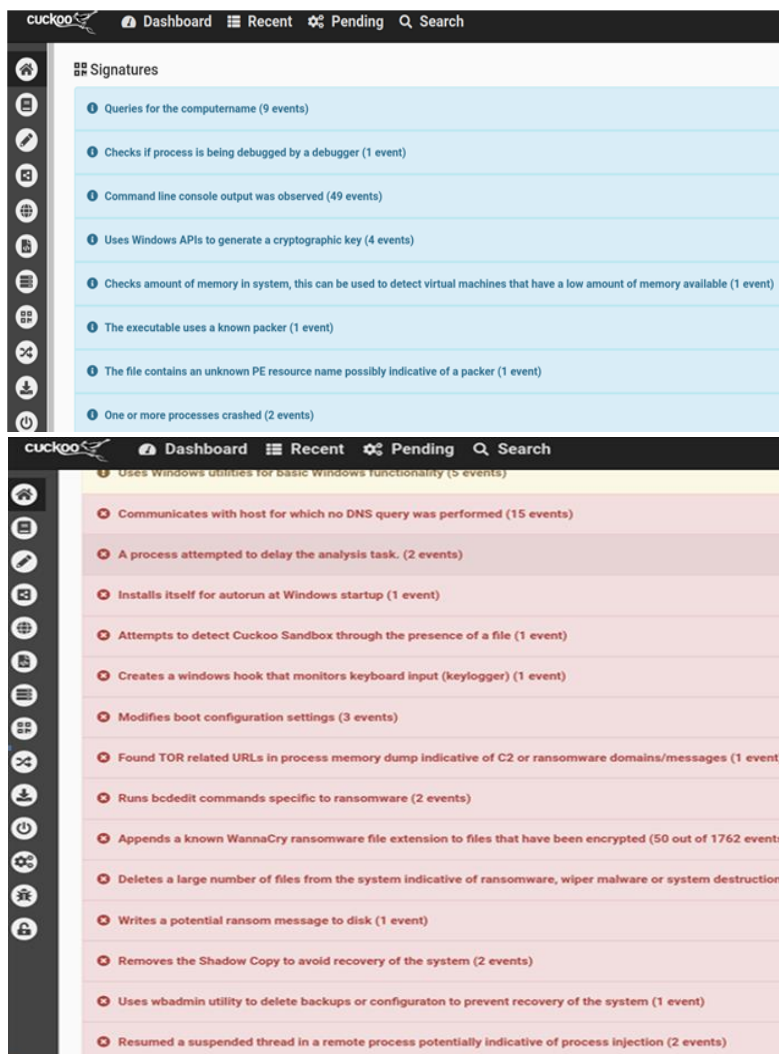 cuckoo Dashboard Recent Pending Search
Signatures
Queries for the computername (9 events)
Checks if process is being debugged by a debugger (1 event)
Command line console output was observed (49 events)
Uses Windows APIs to generate a cryptographic key (4 events)
Checks amount of memory in system, this can be used to detect virtual machines that have a low amount of memory available (1 event)
The executable uses a known packer (1 event)
The file contains an unknown PE resource name possibly indicative of a packer (1 event)
One or more processes crashed (2 events)
cuckoo Dashboard Recent Pending Search
Uses Windows utilities for basic Windows functionality (5 events)
Communicates with host for which no DNS query was performed (15 events)
A process attempted to delay the analysis task. (2 events)
Installs itself for autorun at Windows startup (1 event)
Attempts to detect Cuckoo Sandbox through the presence of a file (1 event)
Creates a windows hook that monitors keyboard input (keylogger) (1 event)
Modifies boot configuration settings (3 events)
Found TOR related URLs in process memory dump indicative of C2 or ransomware domains/messages (1 event
Runs bcdedit commands specific to ransomware (2 events)
Appends a known WannaCry ransomware file extension to files that have been encrypted (50 out of 1762 events
Deletes a large number of files from the system indicative of ransomware, wiper malware or system destruction
Writes a potential ransom message to disk (1 event)
Removes the Shadow Copy to avoid recovery of the system (2 events)
Uses wbadmin utility to delete backups or configuraton to prevent recovery of the system (1 event)
Resumed a suspended thread in a remote process potentially indicative of process injection (2 events)